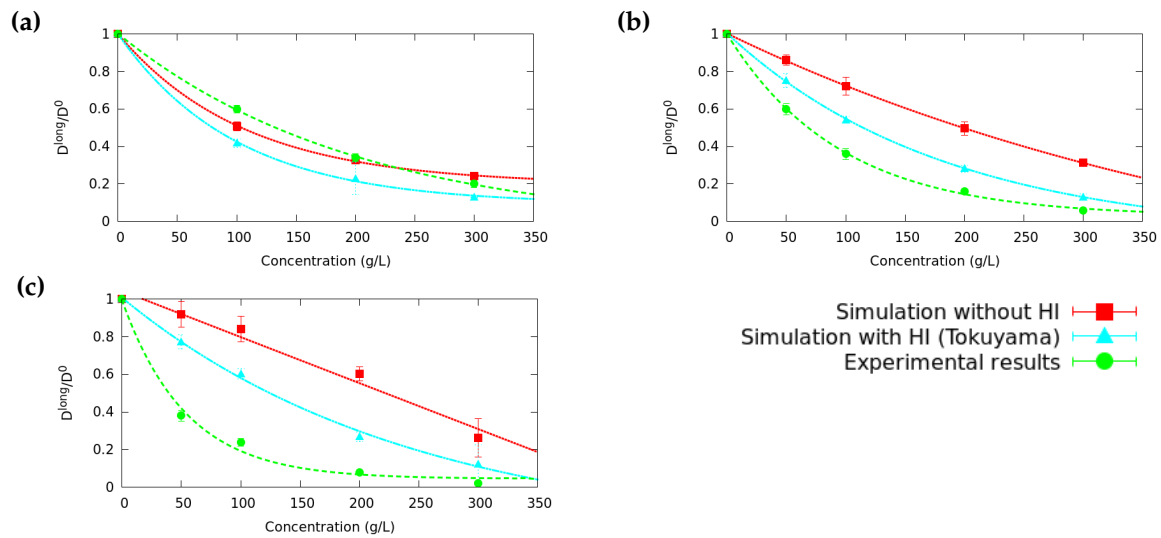 (a)
1
0.8
0.6
0.4
0.2
0
D^long/D^0
0 50 100 150 200 250 300 350
Concentration (g/L)
(b)
1
0.8
0.6
0.4
0.2
0
D^long/D^0
0 50 100 150 200 250 300 350
Concentration (g/L)
(c)
1
0.8
0.6
0.4
0.2
0
D^long/D^0
0 50 100 150 200 250 300 350
Concentration (g/L)
Simulation without HI
Simulation with HI (Tokuyama)
Experimental results